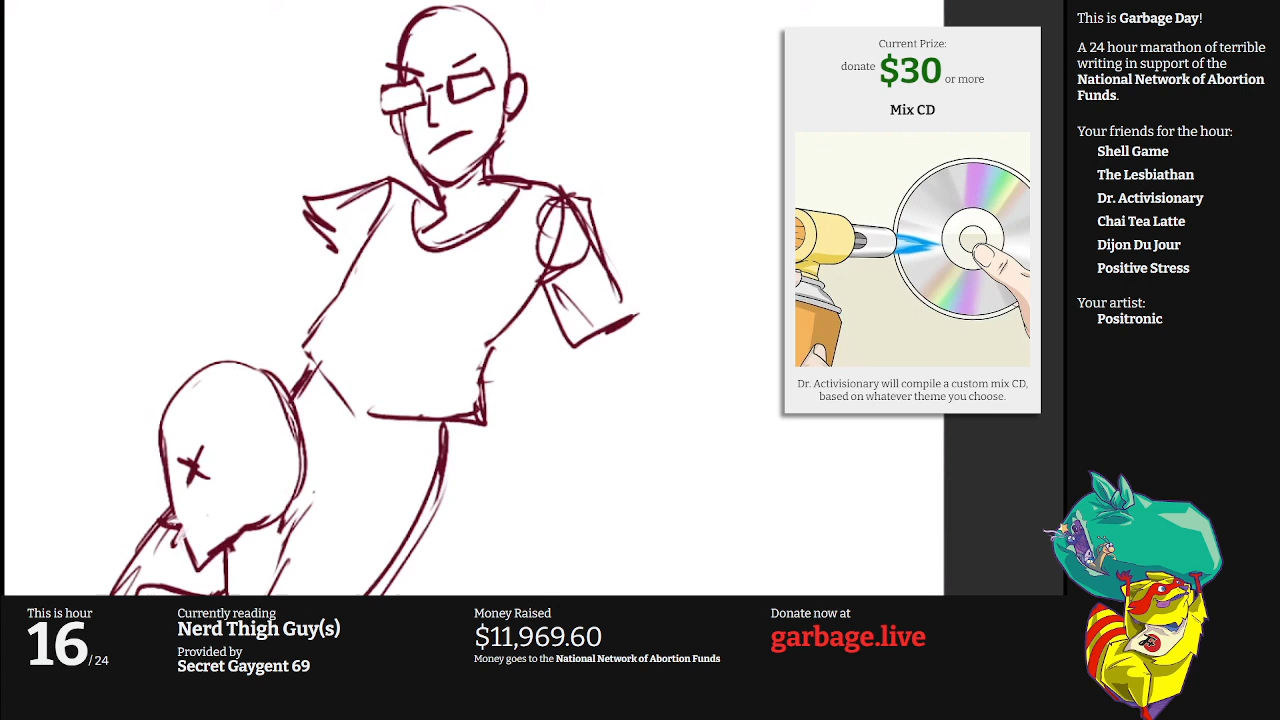 Current Prize:
donate $30 or more
Mix CD
Dr. Activisionary will compile a custom mix CD,
based on whatever theme you choose.
This is Garbage Day!
A 24 hour marathon of terrible
writing in support of the
National Network of Abortion
Funds.
Your friends for the hour:
Shell Game
The Lesbiathan
Dr. Activisionary
Chai Tea Latte
Dijon Du Jour
Positive Stress
Your artist:
Positronic
This is hour
16/24
Currently reading
Nerd Thigh Guy(s)
Provided by
Secret Gaygent 69
Money Raised
$11,969.60
Money goes to the National Network of Abortion Funds
Donate now at
garbage.live